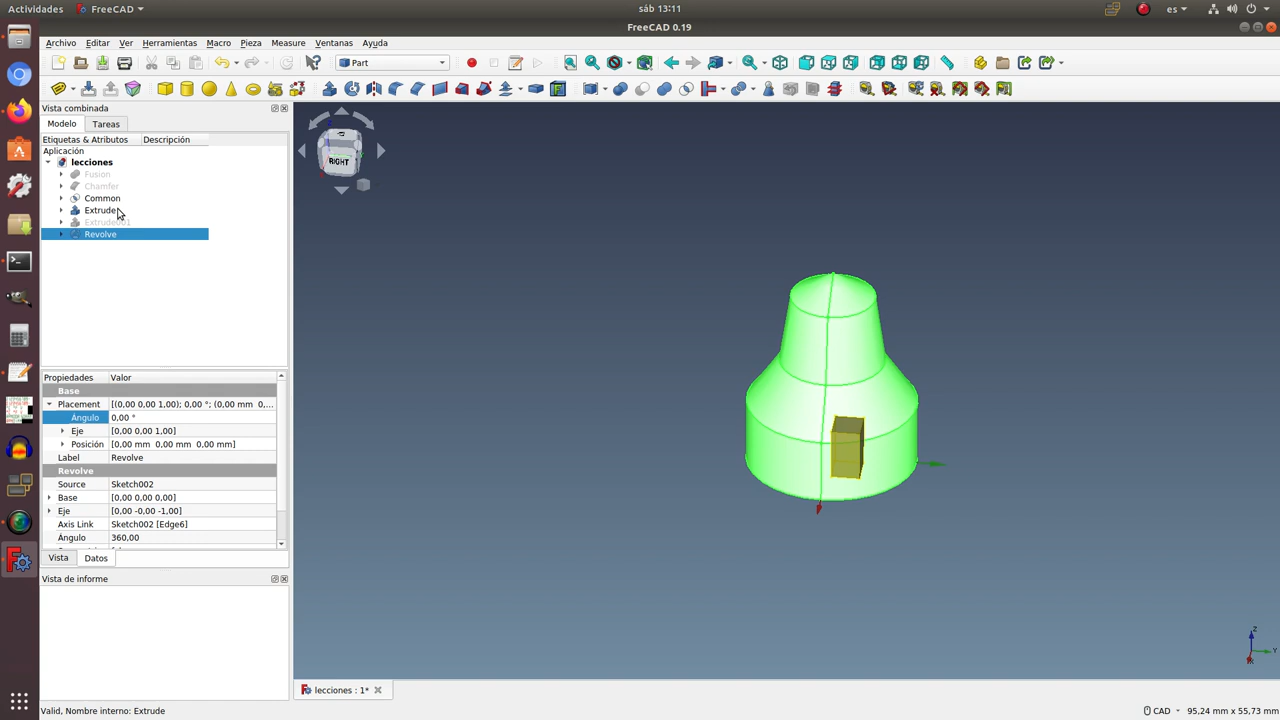 Actividades FreeCAD sáb 13:11 es
FreeCAD 0.19
Archivo Editar Ver Herramientas Macro Pieza Measure Ventanas Ayuda
Part
Vista combinada
Modelo Tareas
Etiquetas & Atributos Descripción
Aplicación
lecciones
Fusion
Chamfer
Common
Extrude
Extrude001
Revolve
Propiedades Valor
Base
Placement [(0,00 0,00 1,00); 0,00 °; (0,00 mm 0,...
Ángulo 0,00 °
Eje [0,00 0,00 1,00]
Posición [0,00 mm 0,00 mm 0,00 mm]
Label Revolve
Revolve
Source Sketch002
Base [0,00 0,00 0,00]
Eje [0,00 -0,00 -1,00]
Axis Link Sketch002 [Edge6]
Ángulo 360,00
Vista Datos
Vista de informe
RIGHT
Z
Y
lecciones : 1*
Valid, Nombre interno: Extrude CAD 95,24 mm x 55,73 mm